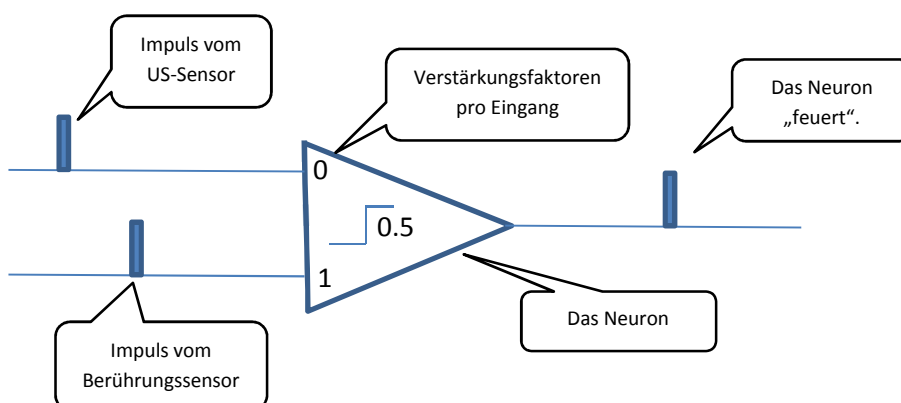 Impuls vom
US-Sensor
Verstärkungsfaktoren
pro Eingang
Das Neuron
„feuert“.
0
0.5
1
Das Neuron
Impuls vom
Berührungssensor